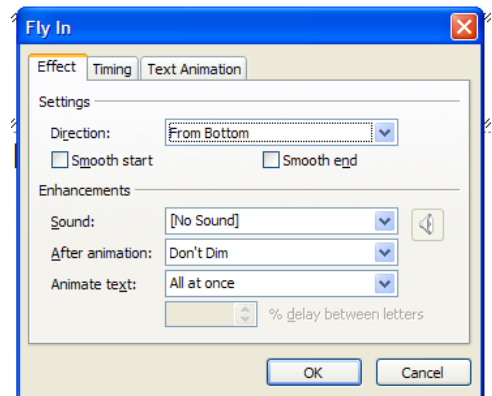 Fly In
Effect Timing Text Animation
Settings
Direction: From Bottom
Smooth start Smooth end
Enhancements
Sound: [No Sound]
After animation: Don't Dim
Animate text: All at once
% delay between letters
OK Cancel